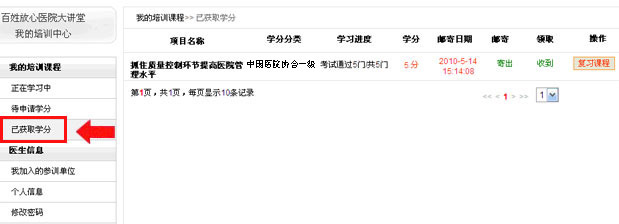 百姓放心医院大讲堂
我的培训中心
我的培训课程
正在学习中
待申请学分
已获取学分
医生信息
我加入的参训单位
个人信息
修改密码
我的培训课程>> 已获取学分
项目名称 学分分类 学习进度 学分 邮寄日期 邮寄 领取 操作
抓住质量控制环节提高医院管理水平 中国医院协会一级 考试通过5门/共5门 5 分 2010-5-14 15:14:08 寄出 收到 复习课程
第1页，共1页，每页显示10条记录
<< < 1 > >> 1